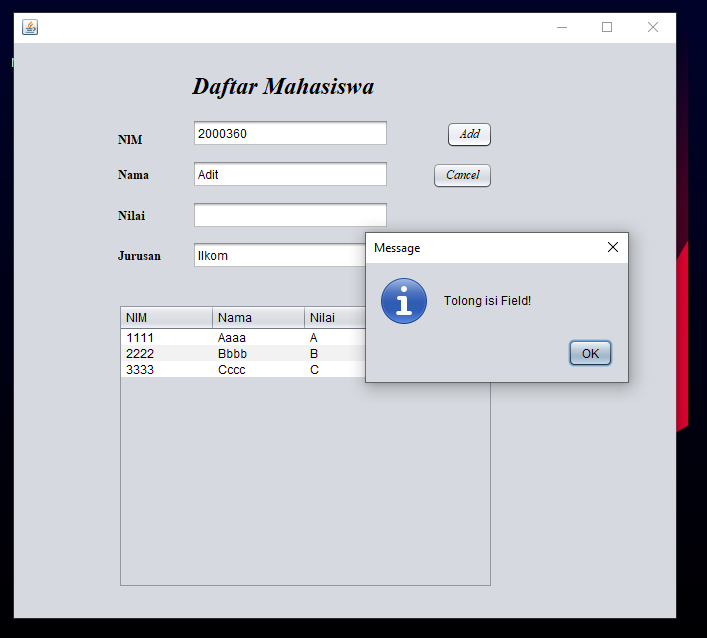 Daftar Mahasiswa
NIM 2000360 Add
Nama Adit Cancel
Nilai
Jurusan Ilkom
Message
Tolong isi Field!
OK
NIM Nama Nilai
1111 Aaaa A
2222 Bbbb B
3333 Cccc C